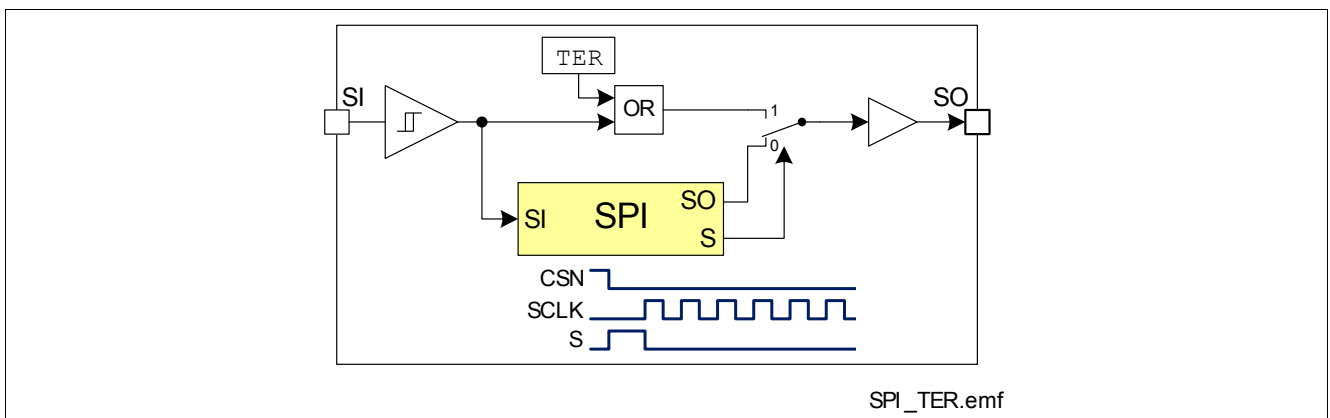 TER
SI
SO
OR
1
0
SO
SI
SPI
S
CSN
SCLK
S
SPI_TER.emf